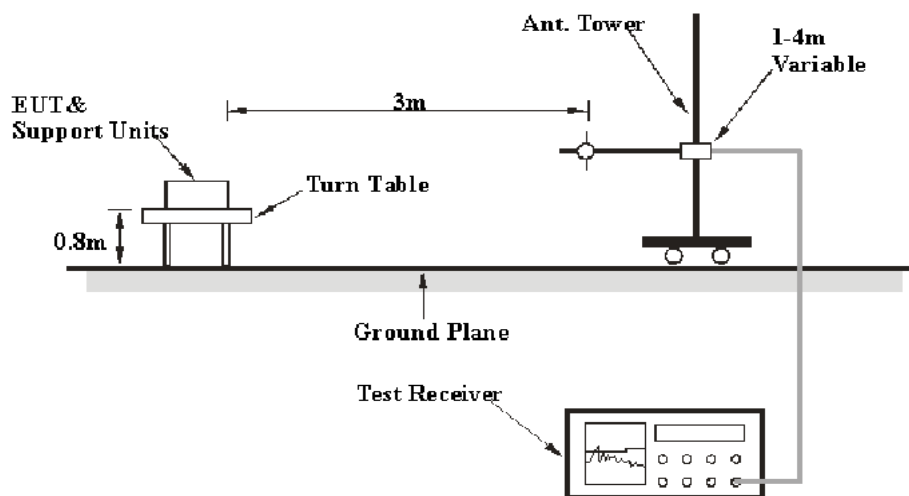 Ant. Tower
1-4m
Variable
EUT&
Support Units
3m
Turn Table
0.8m
Ground Plane
Test Receiver